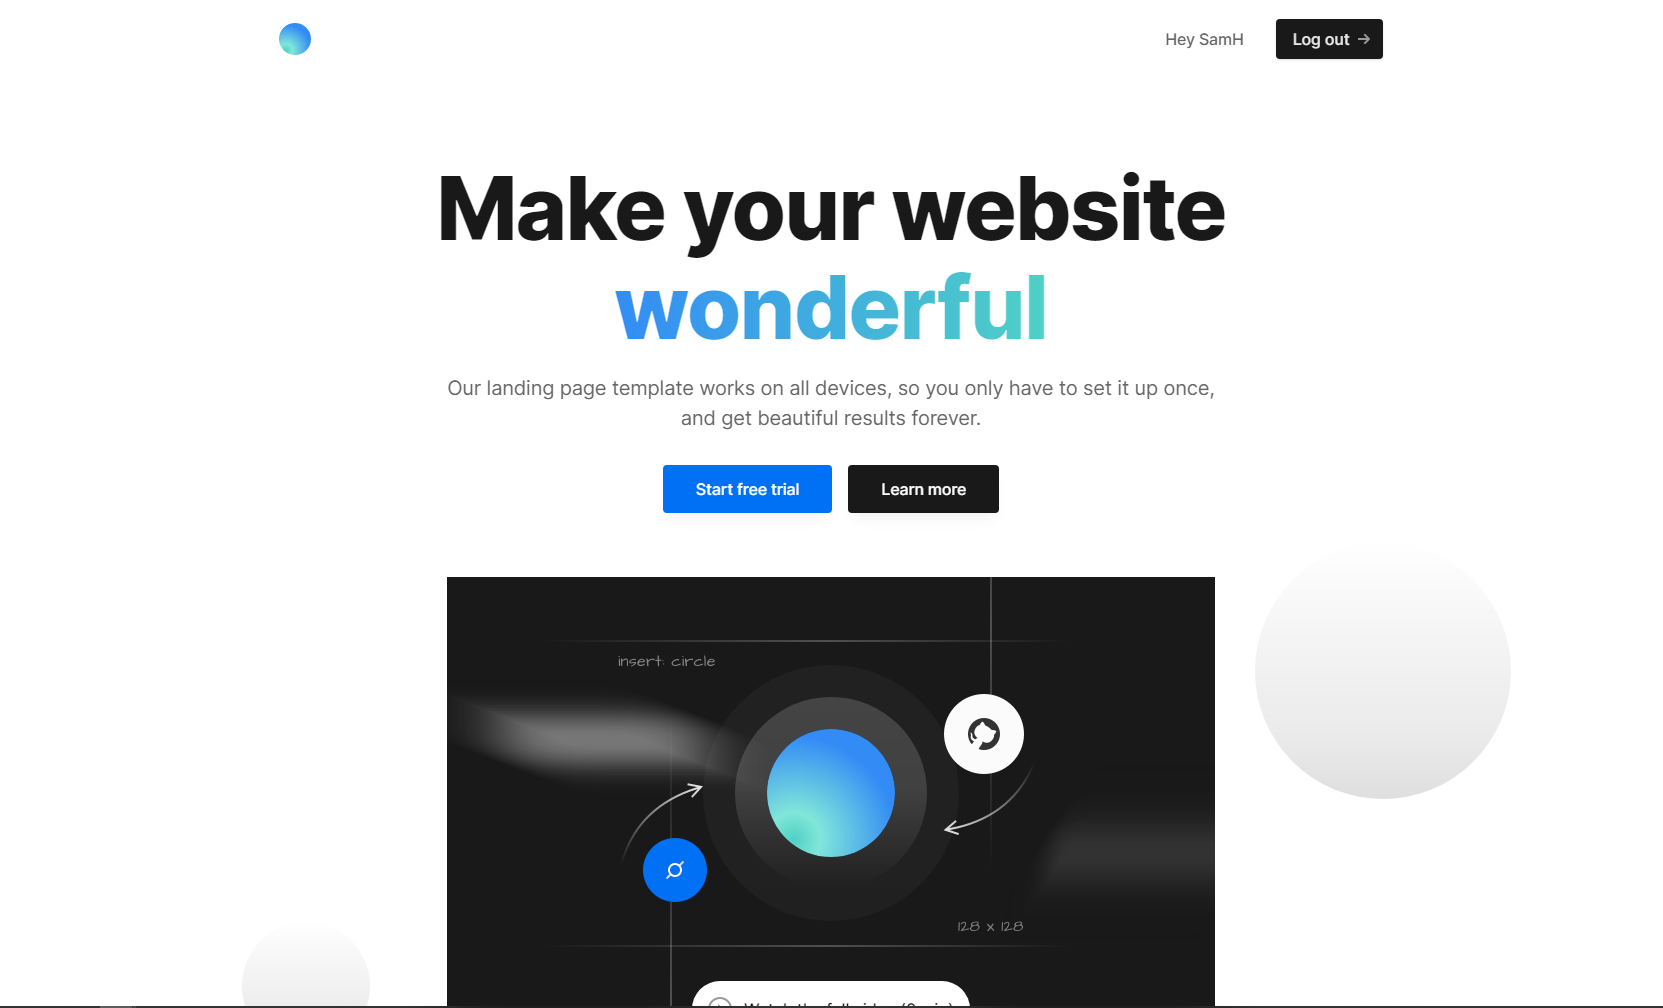 Hey SamH
Log out
Make your website
wonderful
Our landing page template works on all devices, so you only have to set it up once,
and get beautiful results forever.
Start free trial
Learn more
insert: circle
128 x 128